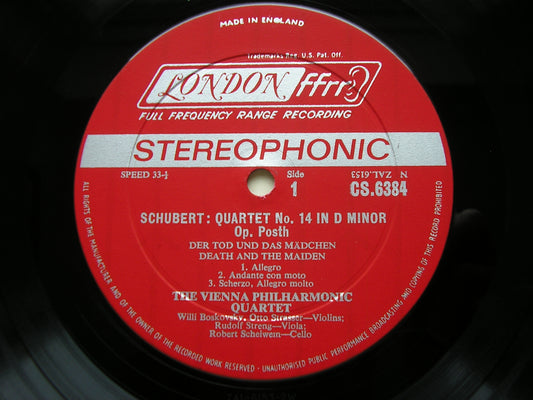 MADE IN ENGLAND
Trademarks Reg. U.S. Pat. Off.
LONDON ffrr
FULL FREQUENCY RANGE RECORDING
STEREOPHONIC
SPEED 33⅓
Side
1
N ZAL.6153
CS.6384
SCHUBERT: QUARTET No. 14 IN D MINOR
Op. Posth
DER TOD UND DAS MADCHEN
DEATH AND THE MAIDEN
1. Allegro
2. Andante con moto
3. Scherzo, Allegro molto
THE VIENNA PHILHARMONIC
QUARTET
Willi Boskovsky, Otto Strasser—Violins;
Rudolf Streng—Viola;
Robert Scheiwein—Cello
ALL RIGHTS OF THE MANUFACTURER AND OF THE OWNER OF THE RECORDED WORK RESERVED - UNAUTHORISED PUBLIC PERFORMANCE BROADCASTING AND COPYING OF THIS RECORD PROHIBITED